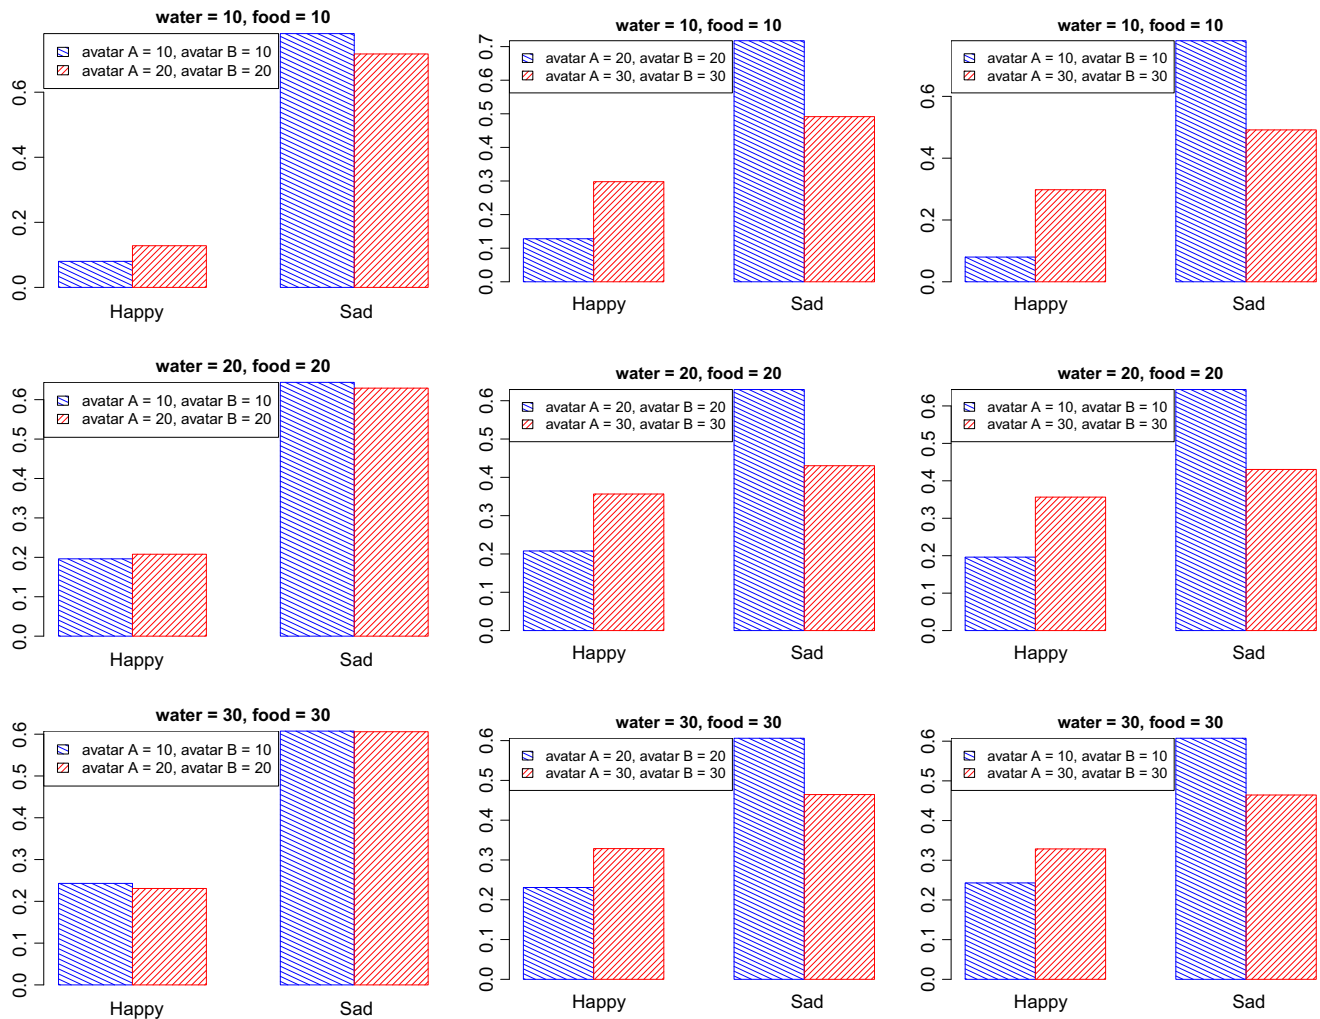 water = 10, food = 10
avatar A = 10, avatar B = 10
avatar A = 20, avatar B = 20
0.6
0.4
0.2
0.0
Happy Sad
water = 10, food = 10
avatar A = 20, avatar B = 20
avatar A = 30, avatar B = 30
0.7
0.6
0.5
0.4
0.3
0.2
0.1
0.0
Happy Sad
water = 10, food = 10
avatar A = 10, avatar B = 10
avatar A = 30, avatar B = 30
0.6
0.4
0.2
0.0
Happy Sad
water = 20, food = 20
avatar A = 10, avatar B = 10
avatar A = 20, avatar B = 20
0.6
0.5
0.4
0.3
0.2
0.1
0.0
Happy Sad
water = 20, food = 20
avatar A = 20, avatar B = 20
avatar A = 30, avatar B = 30
0.6
0.5
0.4
0.3
0.2
0.1
0.0
Happy Sad
water = 20, food = 20
avatar A = 10, avatar B = 10
avatar A = 30, avatar B = 30
0.6
0.5
0.4
0.3
0.2
0.1
0.0
Happy Sad
water = 30, food = 30
avatar A = 10, avatar B = 10
avatar A = 20, avatar B = 20
0.6
0.5
0.4
0.3
0.2
0.1
0.0
Happy Sad
water = 30, food = 30
avatar A = 20, avatar B = 20
avatar A = 30, avatar B = 30
0.6
0.5
0.4
0.3
0.2
0.1
0.0
Happy Sad
water = 30, food = 30
avatar A = 10, avatar B = 10
avatar A = 30, avatar B = 30
0.6
0.5
0.4
0.3
0.2
0.1
0.0
Happy Sad